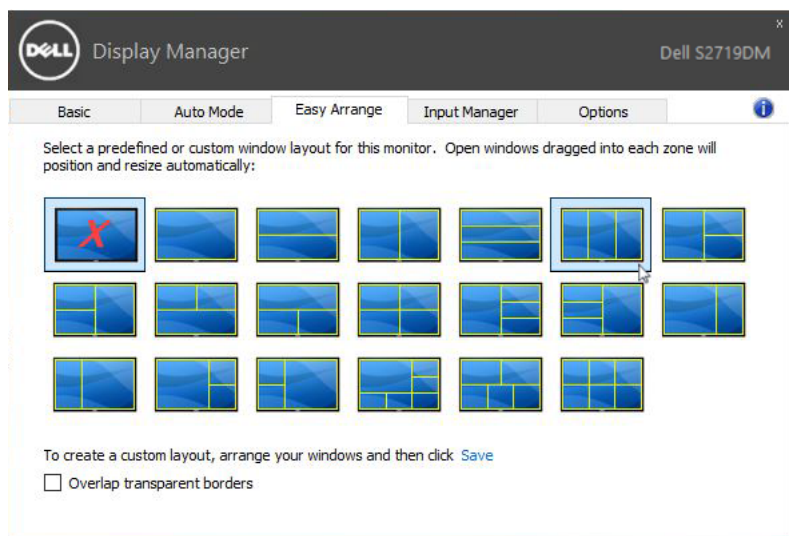 x
DELL Display Manager Dell S2719DM
Basic Auto Mode Easy Arrange Input Manager Options i
Select a predefined or custom window layout for this monitor. Open windows dragged into each zone will
position and resize automatically:
X
To create a custom layout, arrange your windows and then click Save
Overlap transparent borders